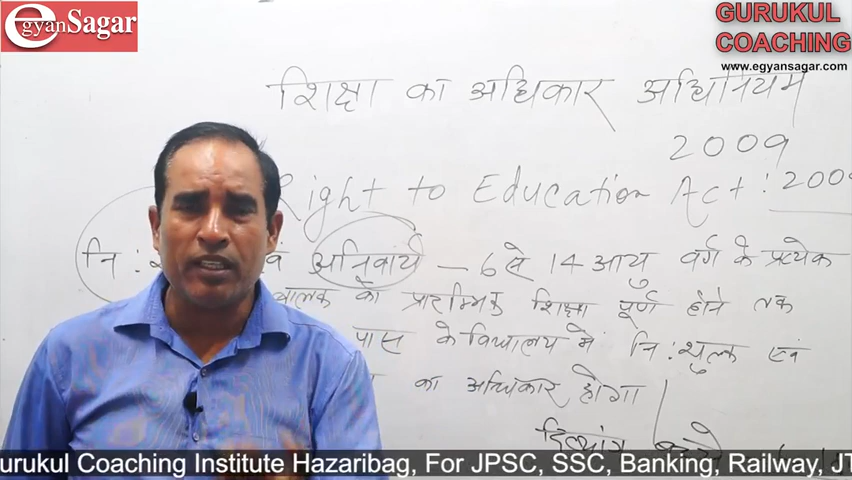 egyanSagar
GURUKUL
COACHING
www.egyansagar.com
शिक्षा का अधिकार अधिनियम
2009
Right to Education Act: 2009
नि: अनिवार्य – 6 से 14 आयु वर्ग के प्रत्येक
बालक को प्रारम्भिक शिक्षा पूर्ण होने तक
पास के विद्यालय में नि:शुल्क एवं
का अधिकार होगा
दिव्यांग
urukul Coaching Institute Hazaribag, For JPSC, SSC, Banking, Railway, JT